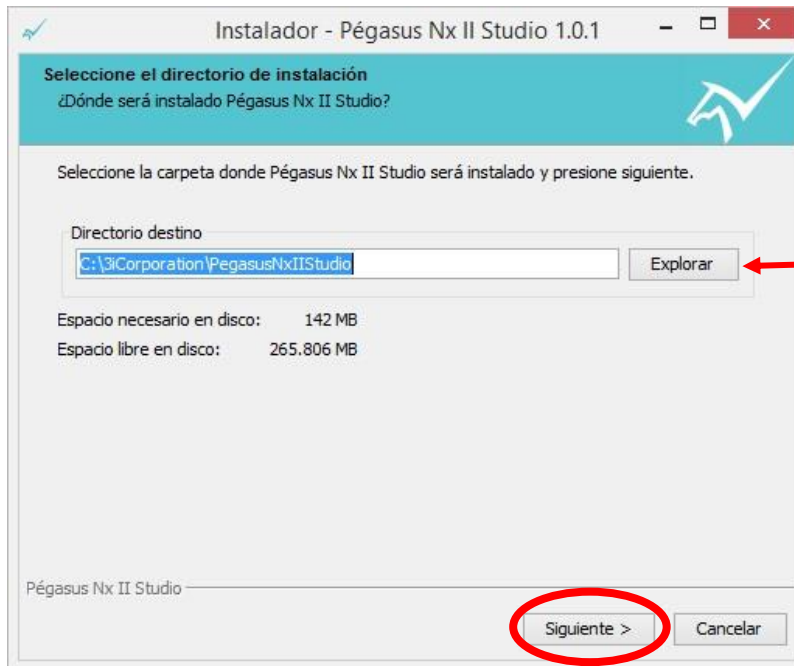 Instalador - Pégasus Nx II Studio 1.0.1
Seleccione el directorio de instalación
¿Dónde será instalado Pégasus Nx II Studio?
Seleccione la carpeta donde Pégasus Nx II Studio será instalado y presione siguiente.
Directorio destino
C:\3iCorporation\PegasusNxIIStudio
Explorar
Espacio necesario en disco: 142 MB
Espacio libre en disco: 265.806 MB
Pégasus Nx II Studio
Siguiente > Cancelar